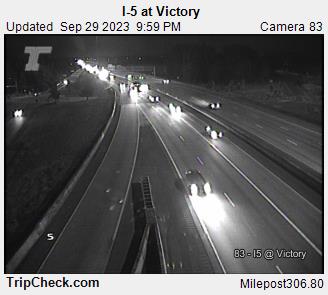 I-5 at Victory
Updated Sep 29 2023 9:59 PM
Camera 83
T
S
83 - I5 @ Victory
TripCheck.com
Milepost306.80